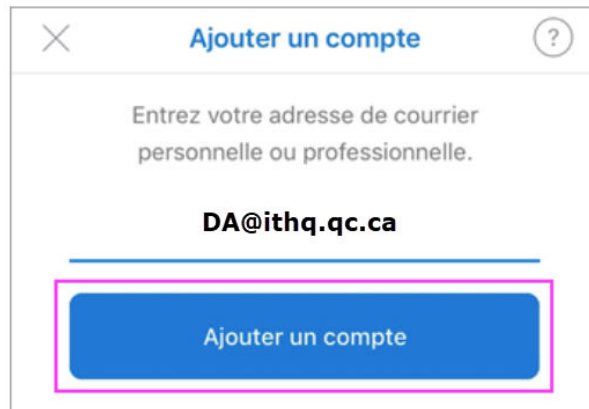 Ajouter un compte
?
Entrez votre adresse de courrier
personnelle ou professionnelle.
DA@ithq.qc.ca
Ajouter un compte